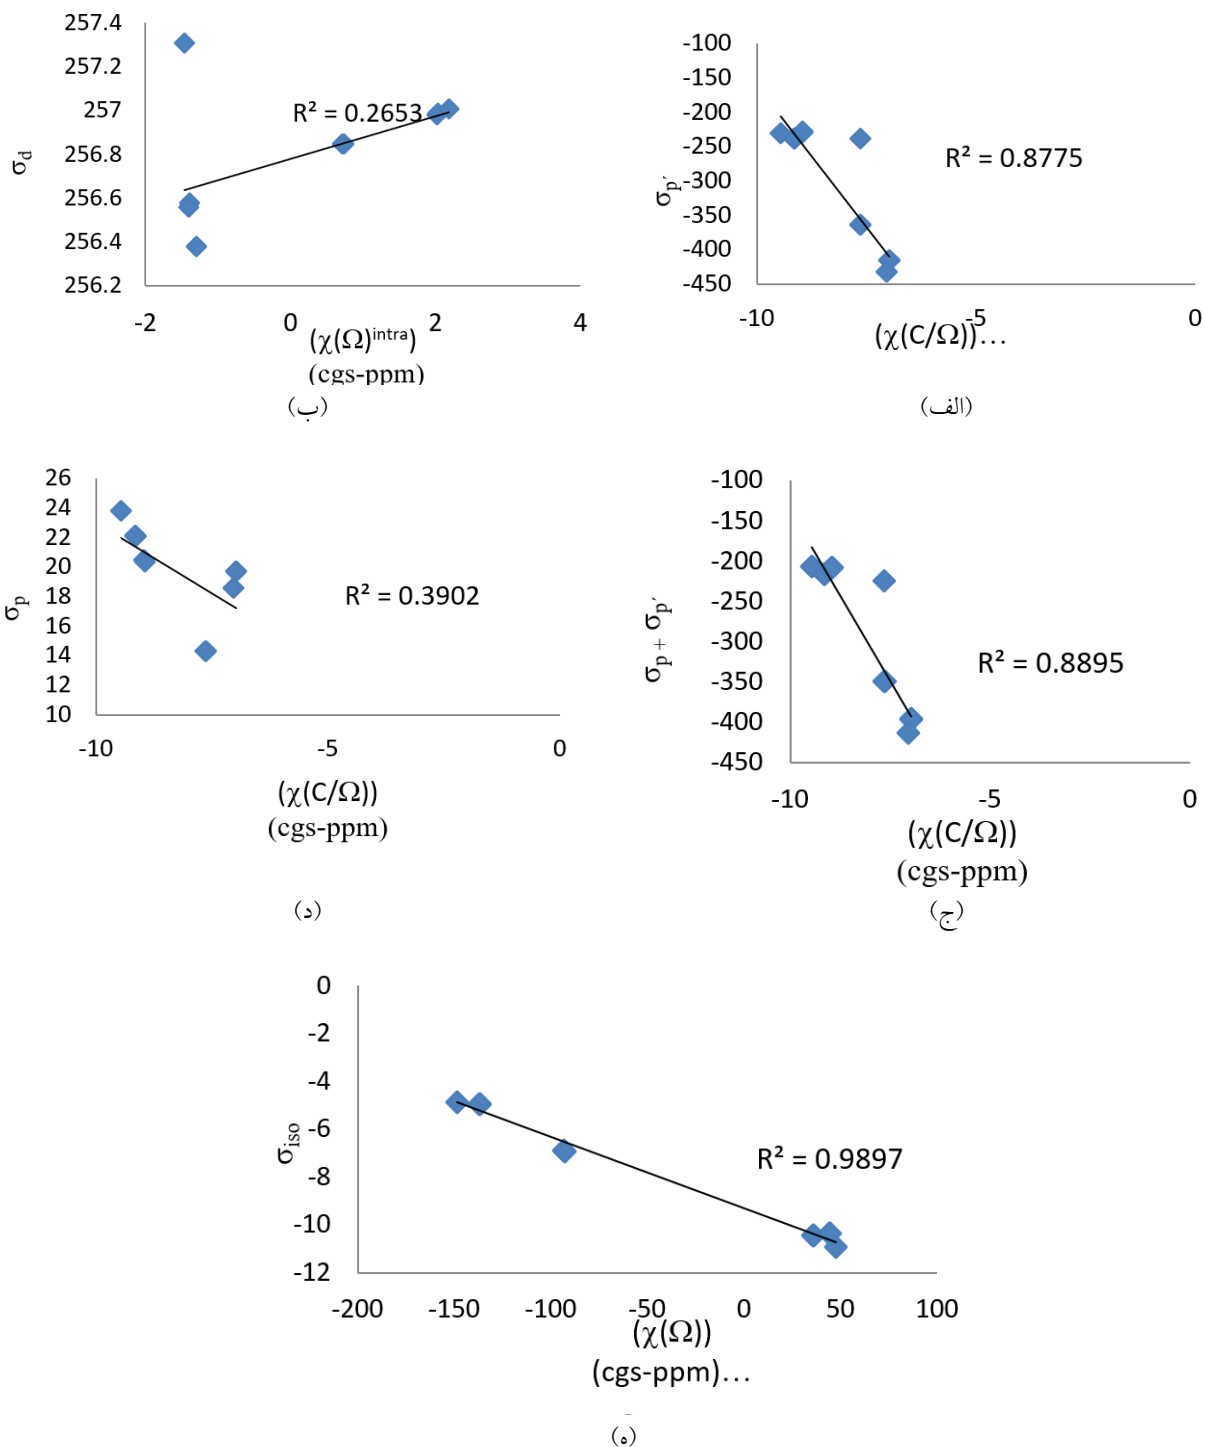 257.4
257.2
257
256.8
256.6
256.4
256.2
σd
R² = 0.2653
-2
0
2
4
(χ(Ω)intra)
(cgs-ppm)
(ب)
-100
-150
-200
-250
-300
-350
-400
-450
σp´
R² = 0.8775
-10
-5
0
(χ(C/Ω))…
(الف)
26
24
22
20
18
16
14
12
10
σp
R² = 0.3902
-10
-5
0
(χ(C/Ω))
(cgs-ppm)
(د)
-100
-150
-200
-250
-300
-350
-400
-450
σp + σp´
R² = 0.8895
-10
-5
0
(χ(C/Ω))
(cgs-ppm)
(ج)
0
-2
-4
-6
-8
-10
-12
σiso
R² = 0.9897
-200
-150
-100
-50
0
50
100
(χ(Ω))
(cgs-ppm)…
(ه)